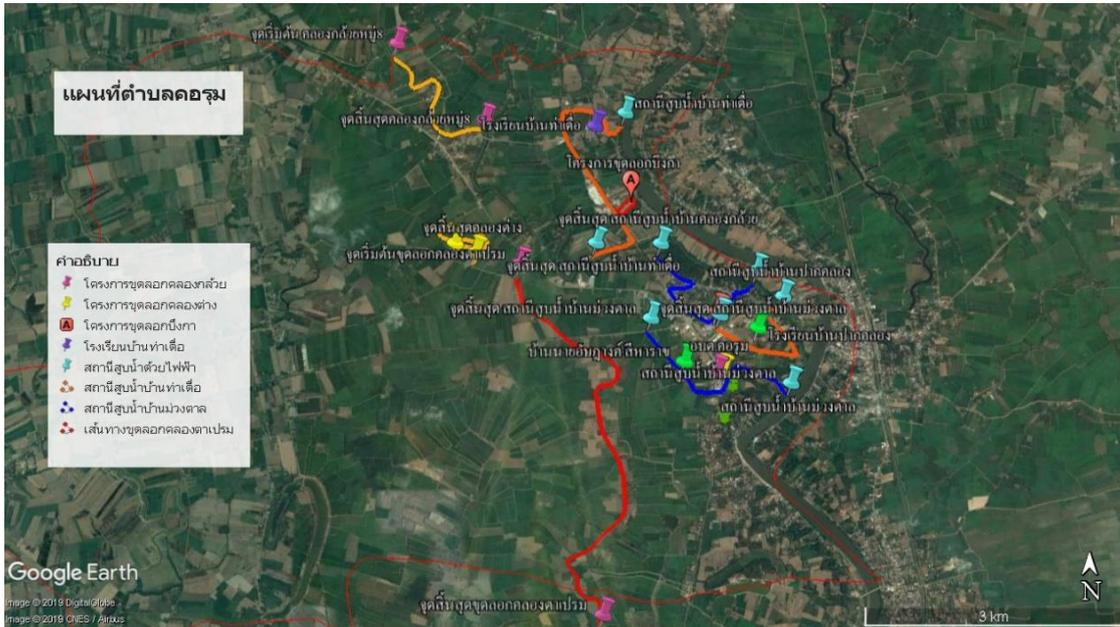 จุดเริ่มต้น คลองกล้วยหมู่8
แผนที่ตำบลคอรุม
จุดสิ้นสุดคลองกล้วยหมู่8
โรงเรียนบ้านท่าเดื่อ
สถานีสูบน้ำบ้านท่าเดื่อ
โครงการขุดลอกบึงกา
A
จุดสิ้นสุด สถานีสูบน้ำบ้านคลองกล้วย
จุดสิ้นสุดคลองต่าง
จุดเริ่มต้นขุดลอกคลองตาเปรม
จุดสิ้นสุด สถานีสูบน้ำบ้านท่าเดื่อ
สถานีสูบน้ำบ้านปากคลอง
คำอธิบาย
โครงการขุดลอกคลองกล้วย
โครงการขุดลอกคลองต่าง
A โครงการขุดลอกบึงกา
โรงเรียนบ้านท่าเดื่อ
สถานีสูบน้ำด้วยไฟฟ้า
สถานีสูบน้ำบ้านท่าเดื่อ
สถานีสูบน้ำบ้านม่วงตาล
เส้นทางขุดลอกคลองตาเปรม
จุดสิ้นสุด สถานีสูบน้ำบ้านม่วงตาล
จุดสิ้นสุด สถานีสูบน้ำบ้านม่วงตาล
โรงเรียนบ้านปากคลอง
อบต.คอรุม
สถานีสูบน้ำบ้านม่วงตาล
สถานีสูบน้ำบ้านม่วงตาล
จุดสิ้นสุดขุดลอกคลองตาเปรม
Google Earth
Image © 2019 DigitalGlobe
Image © 2019 CNES / Airbus
N
3 km